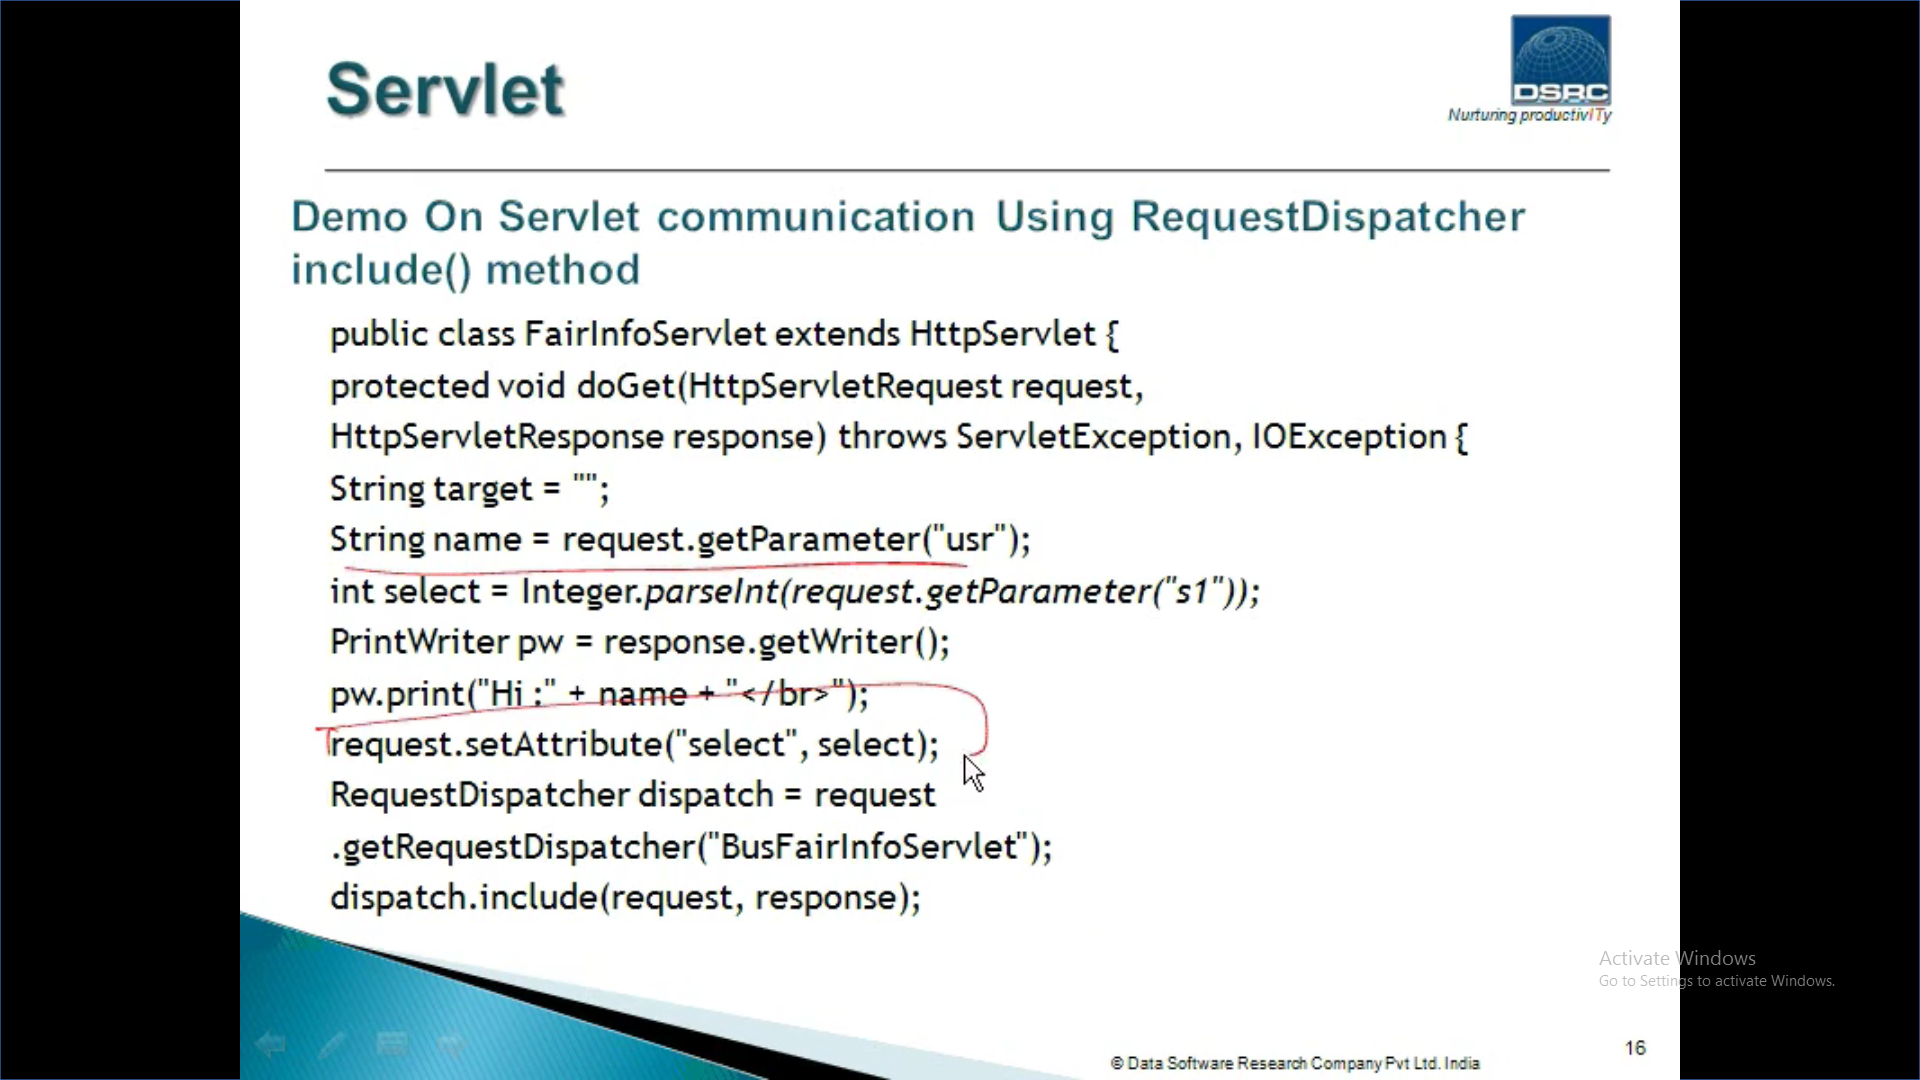 Servlet
DSRC
Nurturing productivITy
Demo On Servlet communication Using RequestDispatcher
include() method
public class FairInfoServlet extends HttpServlet {
protected void doGet(HttpServletRequest request,
HttpServletResponse response) throws ServletException, IOException {
String target = "";
String name = request.getParameter("usr");
int select = Integer.parseInt(request.getParameter("s1"));
PrintWriter pw = response.getWriter();
pw.print("Hi :" + name + "</br>");
request.setAttribute("select", select);
RequestDispatcher dispatch = request
.getRequestDispatcher("BusFairInfoServlet");
dispatch.include(request, response);
Activate Windows
Go to Settings to activate Windows.
16
© Data Software Research Company Pvt Ltd. India